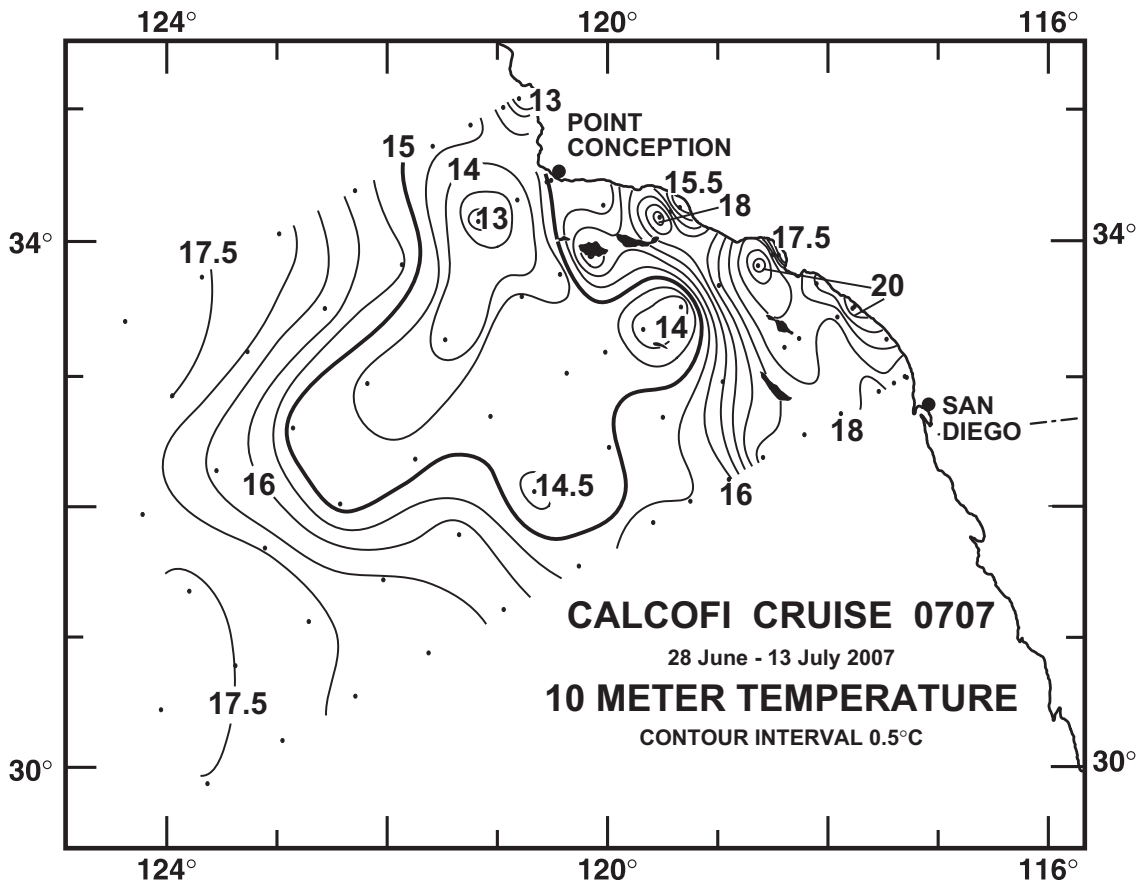 124° 120° 116°
13
POINT
CONCEPTION
15
14
15.5
18
13
34° 34°
17.5
17.5
20
14
SAN
DIEGO
18
16
14.5
16
CALCOFI CRUISE 0707
28 June - 13 July 2007
10 METER TEMPERATURE
17.5
CONTOUR INTERVAL 0.5°C
30° 30°
124° 120° 116°